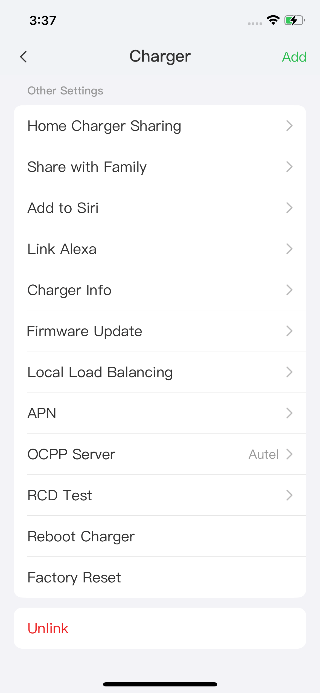 3:37
Charger
Add
Other Settings
Home Charger Sharing
Share with Family
Add to Siri
Link Alexa
Charger Info
Firmware Update
Local Load Balancing
APN
OCPP Server Autel
RCD Test
Reboot Charger
Factory Reset
Unlink